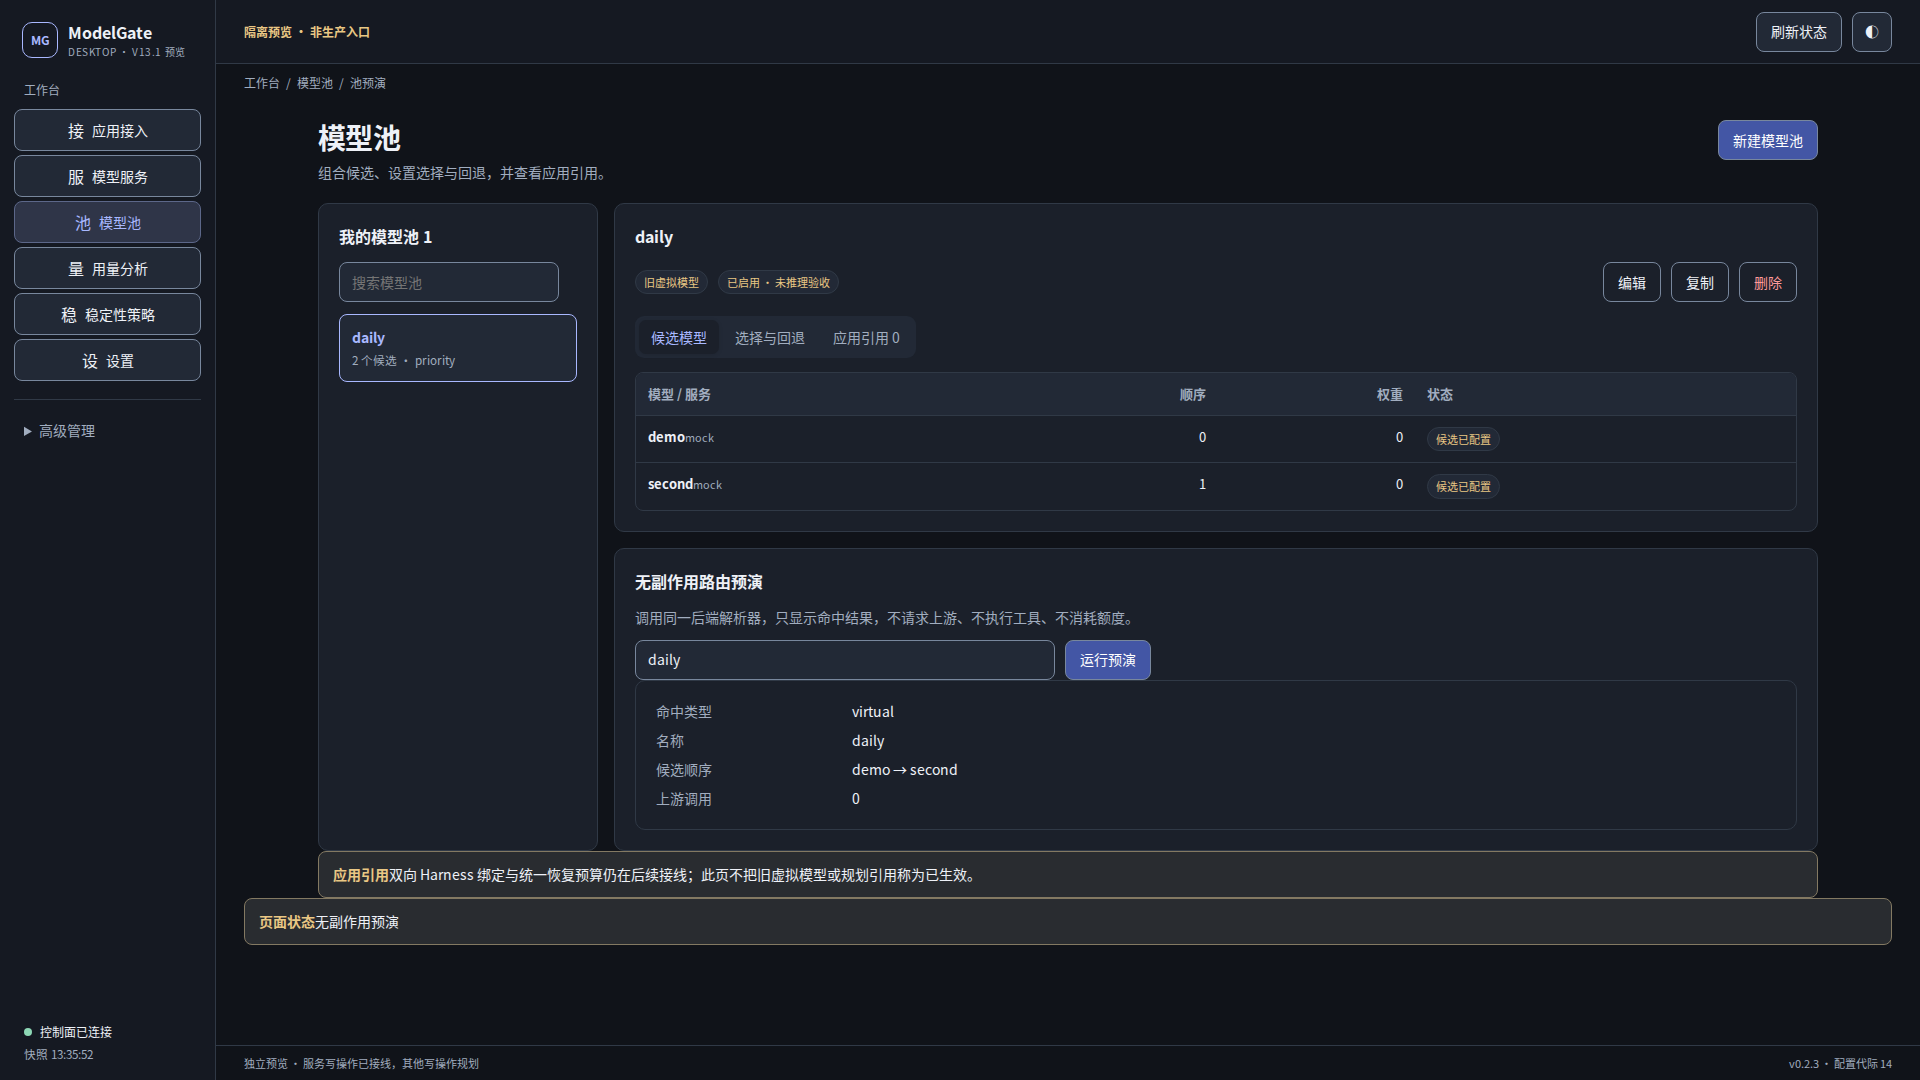 MG
ModelGate
DESKTOP · V13.1 预览
工作台
接 应用接入
服 模型服务
池 模型池
量 用量分析
稳 稳定性策略
设 设置
▶ 高级管理
控制面已连接
快照 13:35:52
隔离预览 · 非生产入口
刷新状态
工作台 / 模型池 / 池预演
模型池
组合候选、设置选择与回退，并查看应用引用。
新建模型池
我的模型池 1
搜索模型池
daily
2 个候选 · priority
daily
旧虚拟模型 已启用 · 未推理验收
编辑 复制 删除
候选模型 选择与回退 应用引用 0
模型 / 服务 顺序 权重 状态
demomock 0 0 候选已配置
secondmock 1 0 候选已配置
无副作用路由预演
调用同一后端解析器，只显示命中结果，不请求上游、不执行工具、不消耗额度。
daily 运行预演
命中类型 virtual
名称 daily
候选顺序 demo → second
上游调用 0
应用引用双向 Harness 绑定与统一恢复预算仍在后续接线；此页不把旧虚拟模型或规划引用称为已生效。
页面状态无副作用预演
独立预览 · 服务写操作已接线，其他写操作规划
v0.2.3 · 配置代际 14